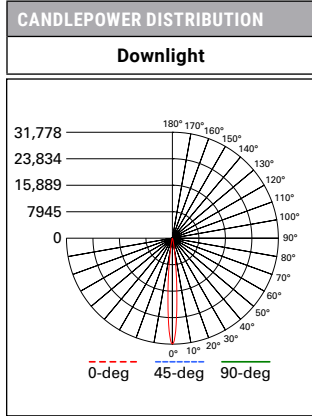 CANDLEPOWER DISTRIBUTION
Downlight
31,778
23,834
15,889
7945
0
180° 170° 160° 150° 140° 130° 120° 110° 100° 90° 80° 70° 60° 50° 40° 30° 20° 10° 0°
0-deg 45-deg 90-deg